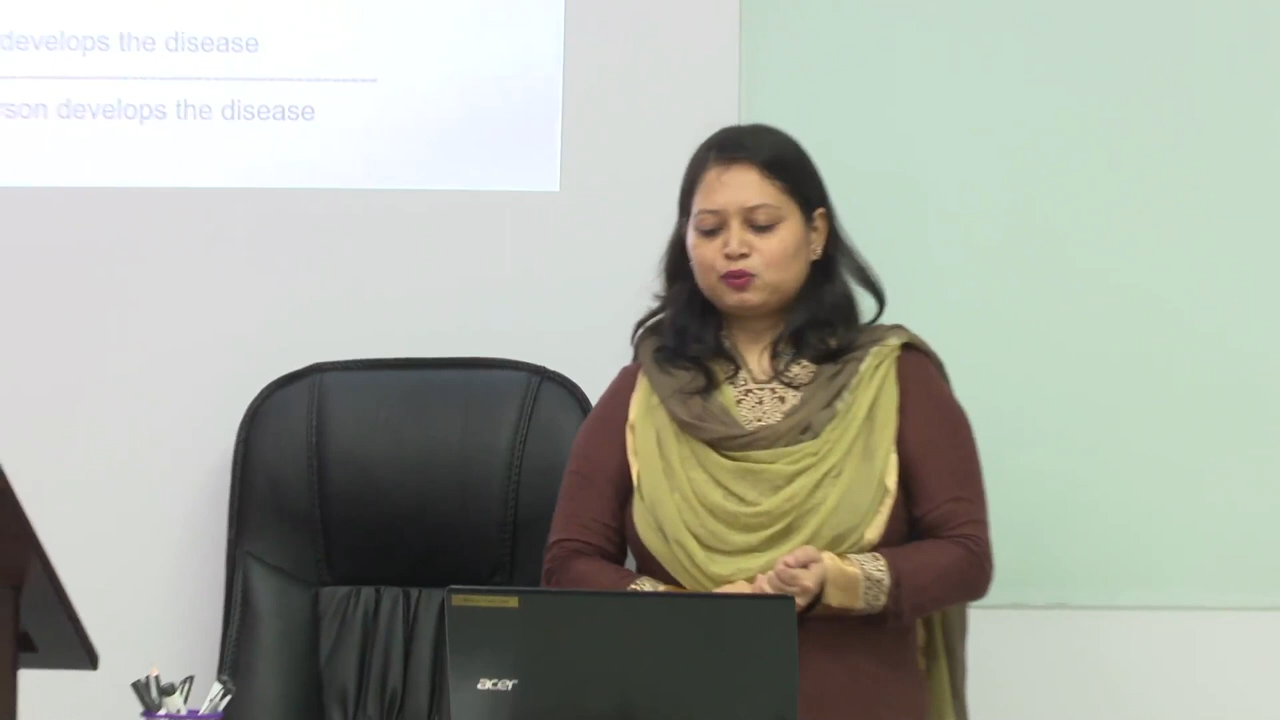 develops the disease
rson develops the disease
acer